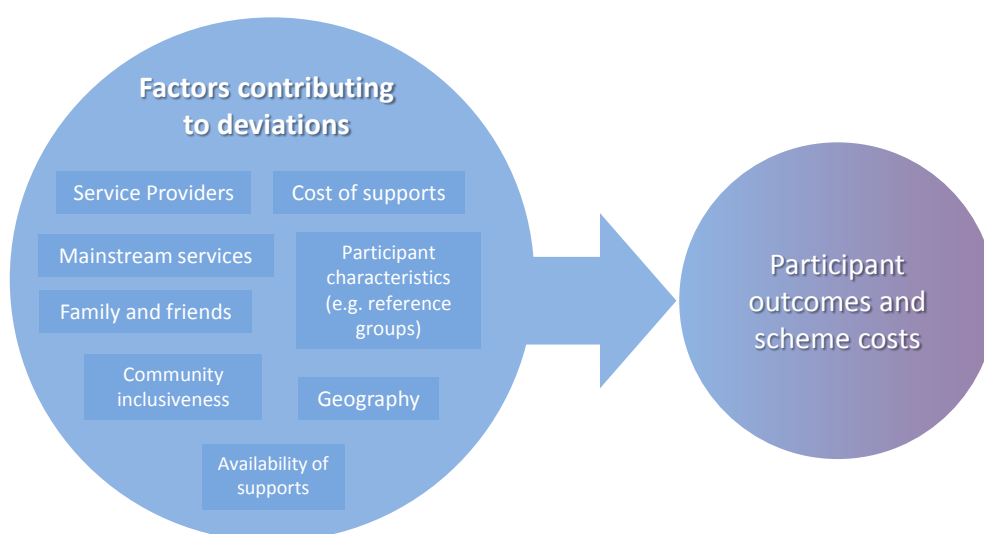 Factors contributing
to deviations
Service Providers
Cost of supports
Mainstream services
Participant
characteristics
(e.g. reference
groups)
Family and friends
Community
inclusiveness
Geography
Availability of
supports
Participant
outcomes and
scheme costs